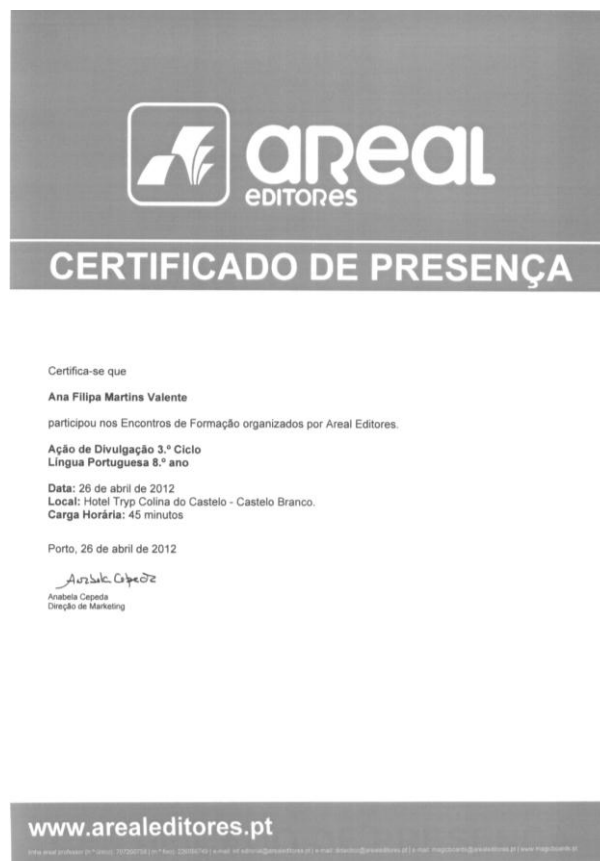 areal
EDITORES
CERTIFICADO DE PRESENÇA
Certifica-se que
Ana Filipa Martins Valente
participou nos Encontros de Formação organizados por Areal Editores.
Ação de Divulgação 3.º Ciclo
Língua Portuguesa 8.º ano
Data: 26 de abril de 2012
Local: Hotel Tryp Colina do Castelo - Castelo Branco.
Carga Horária: 45 minutos
Porto, 26 de abril de 2012
Anabela Cepeda
Anabela Cepeda
Direção de Marketing
www.arealeditores.pt